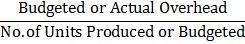 Budgeted or Actual Overhead
No.of Units Produced or Budgeted